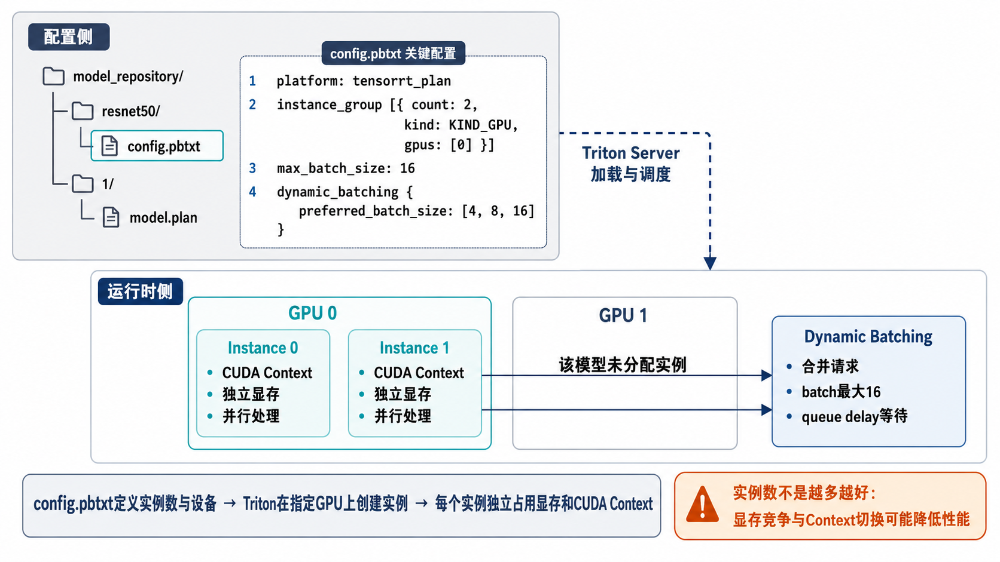 配置侧
model_repository/
resnet50/
config.pbtxt
1/
model.plan
config.pbtxt 关键配置
1 platform: tensorrt_plan
2 instance_group [{ count: 2,
kind: KIND_GPU,
gpus: [0] }]
3 max_batch_size: 16
4 dynamic_batching {
preferred_batch_size: [4, 8, 16]
}
Triton Server
加载与调度
运行时侧
GPU 0
Instance 0
• CUDA Context
• 独立显存
• 并行处理
Instance 1
• CUDA Context
• 独立显存
• 并行处理
GPU 1
该模型未分配实例
Dynamic Batching
• 合并请求
• batch最大16
• queue delay等待
config.pbtxt定义实例数与设备 → Triton在指定GPU上创建实例 → 每个实例独立占用显存和CUDA Context
实例数不是越多越好：
显存竞争与Context切换可能降低性能